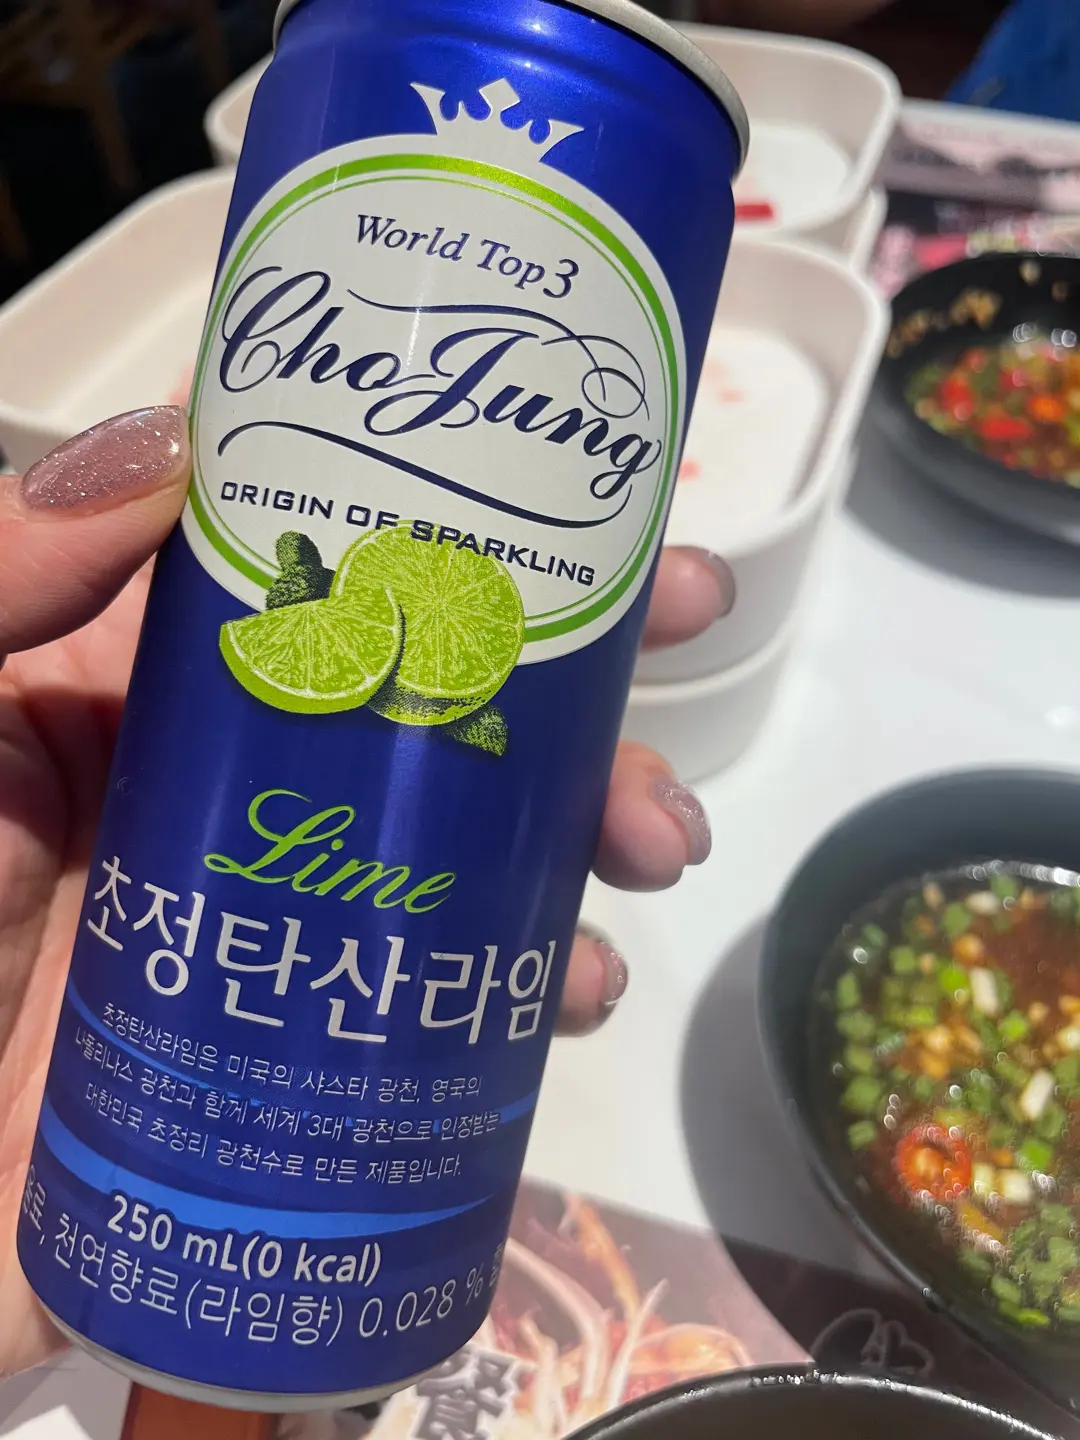 World Top 3
ChoJung
ORIGIN OF SPARKLING
Lime
초정탄산라임
초정탄산라임은 미국의 샤스타 광천, 영국의
나폴리나스 광천과 함께 세계 3대 광천으로 인정받는
대한민국 초정리 광천수로 만든 제품입니다.
250 mL(0 kcal)
천연향료(라임향) 0.028 %
餐